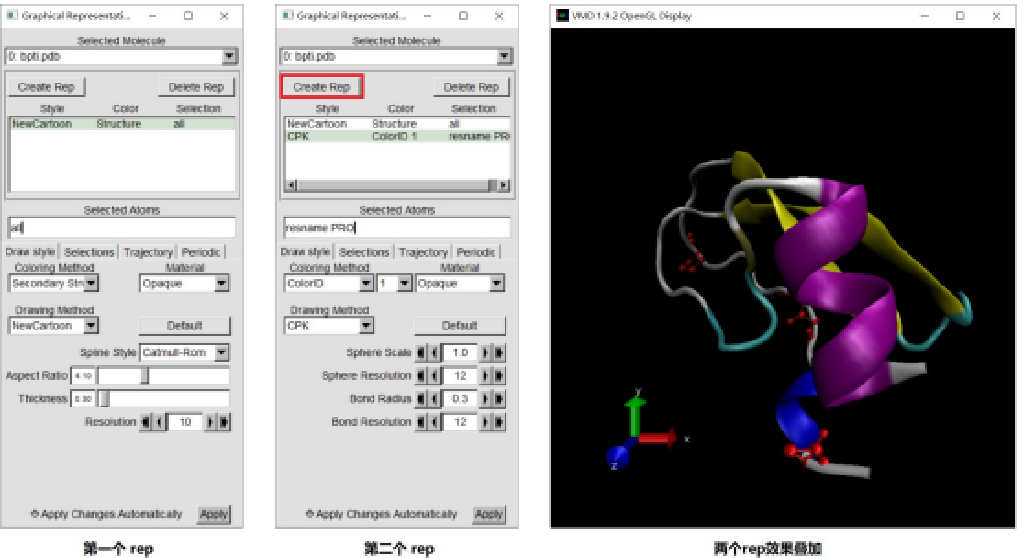 Graphical Representati...
Selected Molecule
0: bpti.pdb
Create Rep
Delete Rep
Style Color Selection
NewCartoon Structure all
Selected Atoms
all
Draw style Selections Trajectory Periodic
Coloring Method Material
Secondary Stru Opaque
Drawing Method
NewCartoon Default
Spline Style Catmull-Rom
Aspect Ratio 4.10
Thickness 0.30
Resolution 10
Apply Changes Automatically Apply
第一个 rep
Graphical Representati...
Selected Molecule
0: bpti.pdb
Create Rep
Delete Rep
Style Color Selection
NewCartoon Structure all
CPK ColorID 1 resname PR
Selected Atoms
resname PRO
Draw style Selections Trajectory Periodic
Coloring Method Material
ColorID 1 Opaque
Drawing Method
CPK Default
Sphere Scale 1.0
Sphere Resolution 12
Bond Radius 0.3
Bond Resolution 12
Apply Changes Automatically Apply
第二个 rep
VMD 1.9.2 OpenGL Display
y
x
z
两个rep效果叠加